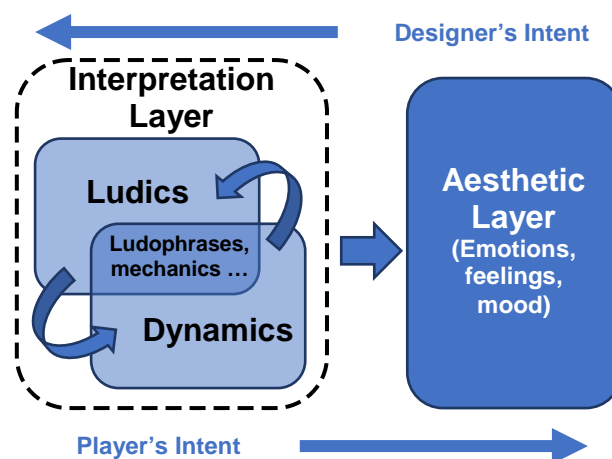 Designer’s Intent
Interpretation
Layer
Ludics
Ludophrases,
mechanics …
Dynamics
Aesthetic
Layer
(Emotions,
feelings,
mood)
Player’s Intent